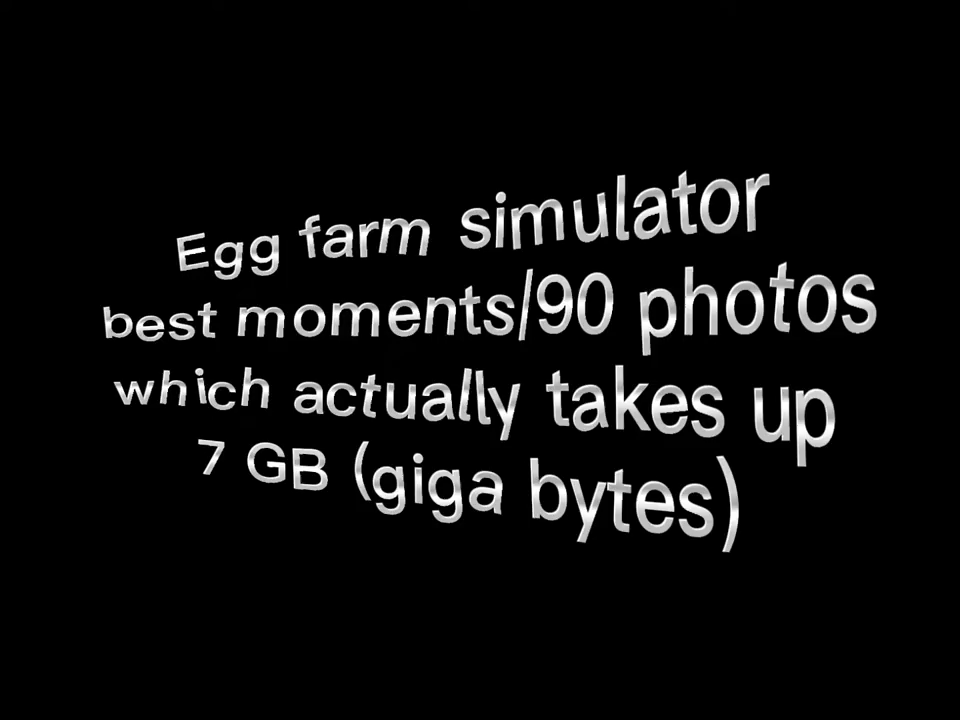 Egg farm simulator
best moments/90 photos
which actually takes up
7 GB (giga bytes)